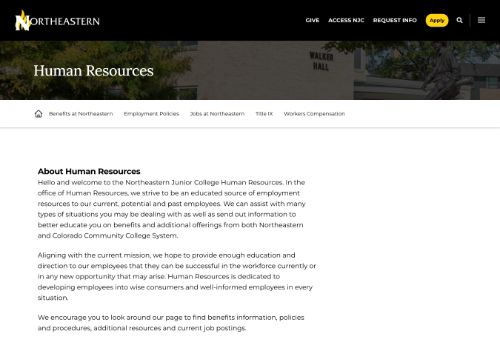 NORTHEASTERN
GIVE ACCESS NJC REQUEST INFO Apply
WALKER
HALL
Human Resources
Benefits at Northeastern Employment Policies Jobs at Northeastern Title IX Workers Compensation
About Human Resources
Hello and welcome to the Northeastern Junior College Human Resources. In the
office of Human Resources, we strive to be an educated source of employment
resources to our current, potential and past employees. We can assist with many
types of situations you may be dealing with as well as send out information to
better educate you on benefits and additional offerings from both Northeastern
and Colorado Community College System.
Aligning with the current mission, we hope to provide enough education and
direction to our employees that they can be successful in the workforce currently or
in any new opportunity that may arise. Human Resources is dedicated to
developing employees into wise consumers and well-informed employees in every
situation.
We encourage you to look around our page to find benefits information, policies
and procedures, additional resources and current job postings.